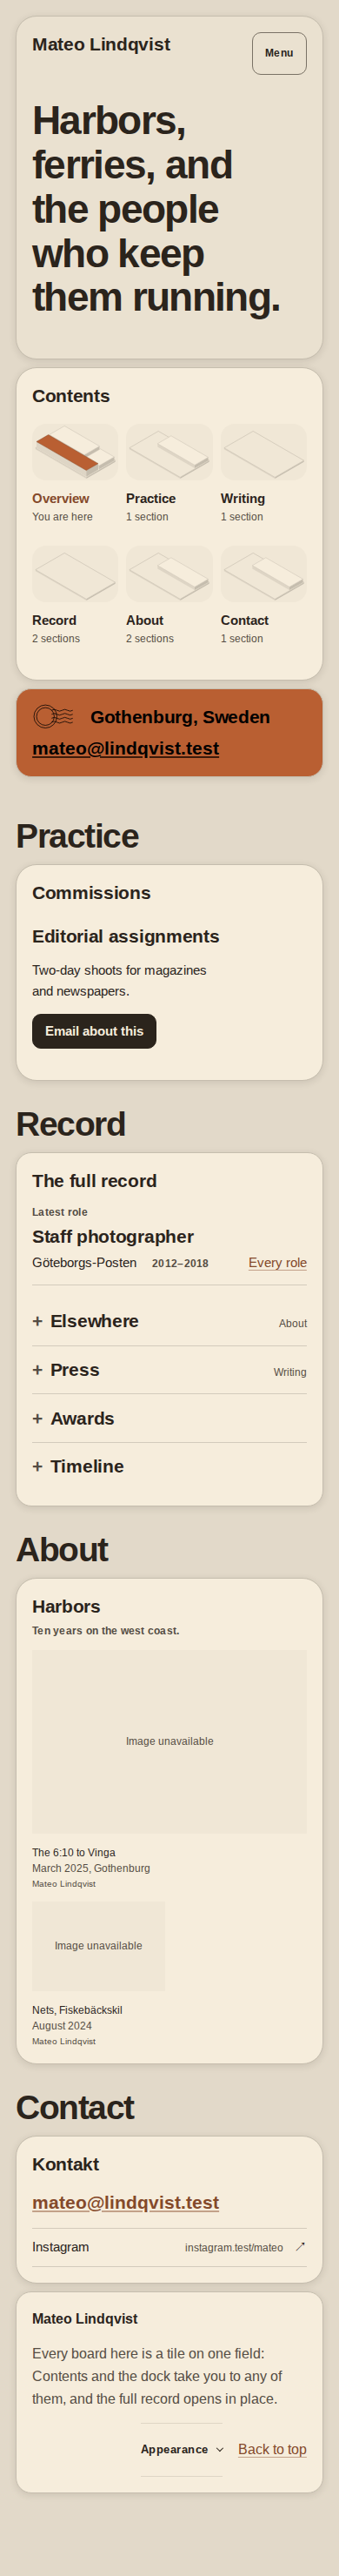 Mateo Lindqvist
Menu
Harbors,
ferries, and
the people
who keep
them running.
Contents
Overview
You are here
Practice
1 section
Writing
1 section
Record
2 sections
About
2 sections
Contact
1 section
Gothenburg, Sweden
mateo@lindqvist.test
Practice
Commissions
Editorial assignments
Two-day shoots for magazines
and newspapers.
Email about this
Record
The full record
Latest role
Staff photographer
Göteborgs-Posten 2012–2018 Every role
+ Elsewhere About
+ Press Writing
+ Awards
+ Timeline
About
Harbors
Ten years on the west coast.
Image unavailable
The 6:10 to Vinga
March 2025, Gothenburg
Mateo Lindqvist
Image unavailable
Nets, Fiskebäckskil
August 2024
Mateo Lindqvist
Contact
Kontakt
mateo@lindqvist.test
Instagram instagram.test/mateo ↗
Mateo Lindqvist
Every board here is a tile on one field:
Contents and the dock take you to any of
them, and the full record opens in place.
Appearance Back to top